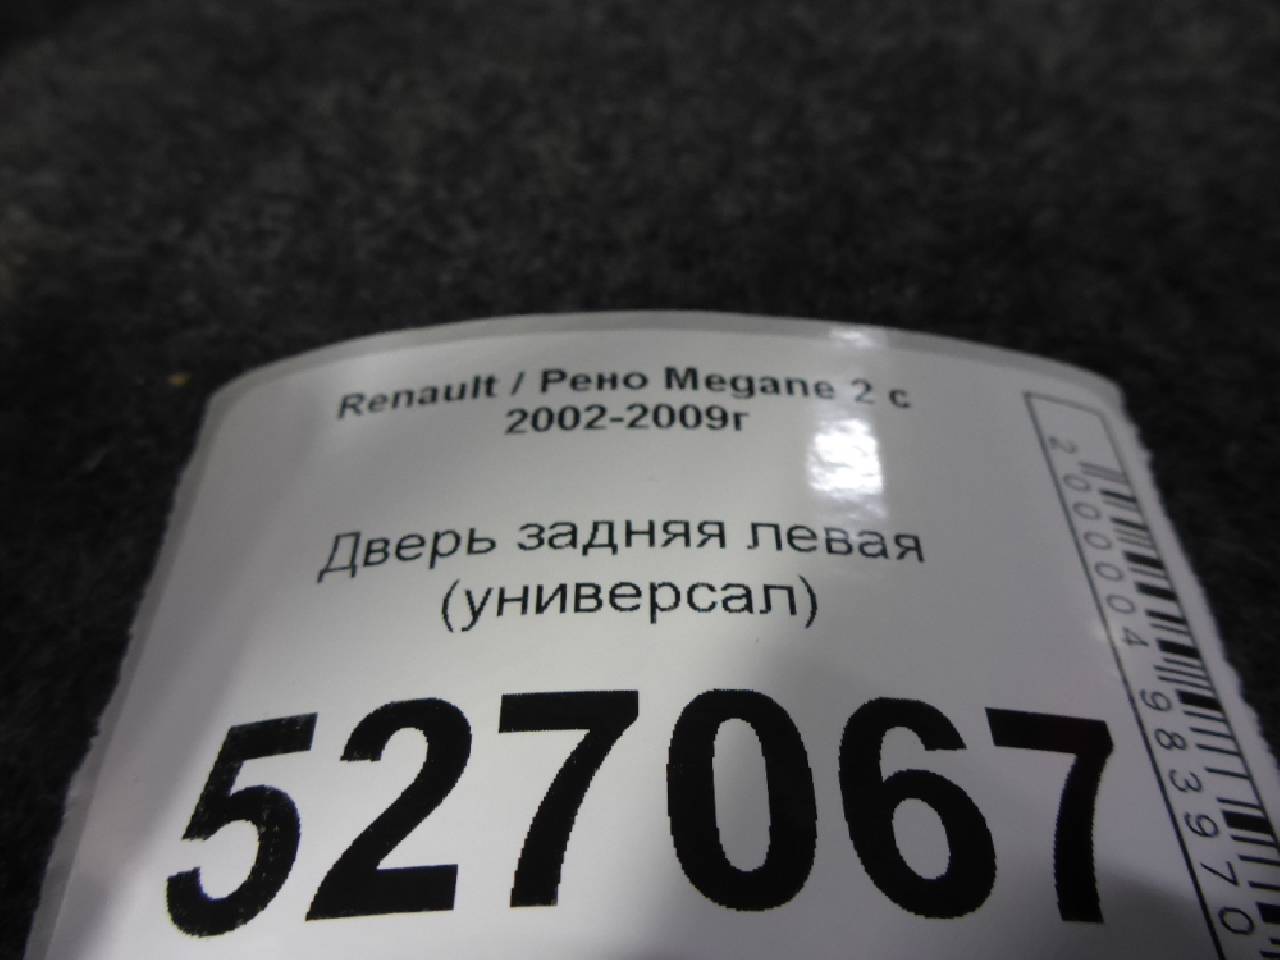 Renault / Рено Megane 2 с
2002-2009г
Дверь задняя левая
(универсал)
527067
2000004983970